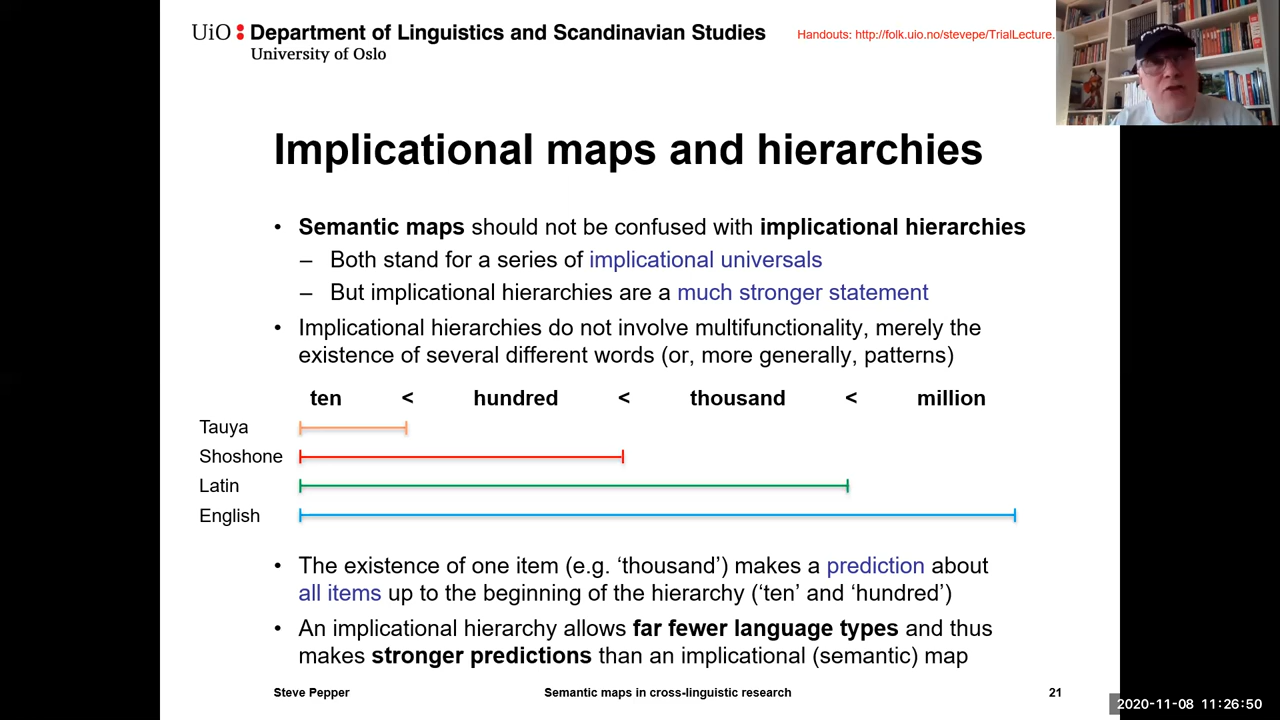 UiO : Department of Linguistics and Scandinavian Studies
University of Oslo
Handouts: http://folk.uio.no/stevepe/TrialLecture.
Implicational maps and hierarchies
• Semantic maps should not be confused with implicational hierarchies
– Both stand for a series of implicational universals
– But implicational hierarchies are a much stronger statement
• Implicational hierarchies do not involve multifunctionality, merely the
existence of several different words (or, more generally, patterns)
ten < hundred < thousand < million
Tauya
Shoshone
Latin
English
• The existence of one item (e.g. ‘thousand’) makes a prediction about
all items up to the beginning of the hierarchy (‘ten’ and ‘hundred’)
• An implicational hierarchy allows far fewer language types and thus
makes stronger predictions than an implicational (semantic) map
Steve Pepper Semantic maps in cross-linguistic research 21
2020-11-08 11:26:50